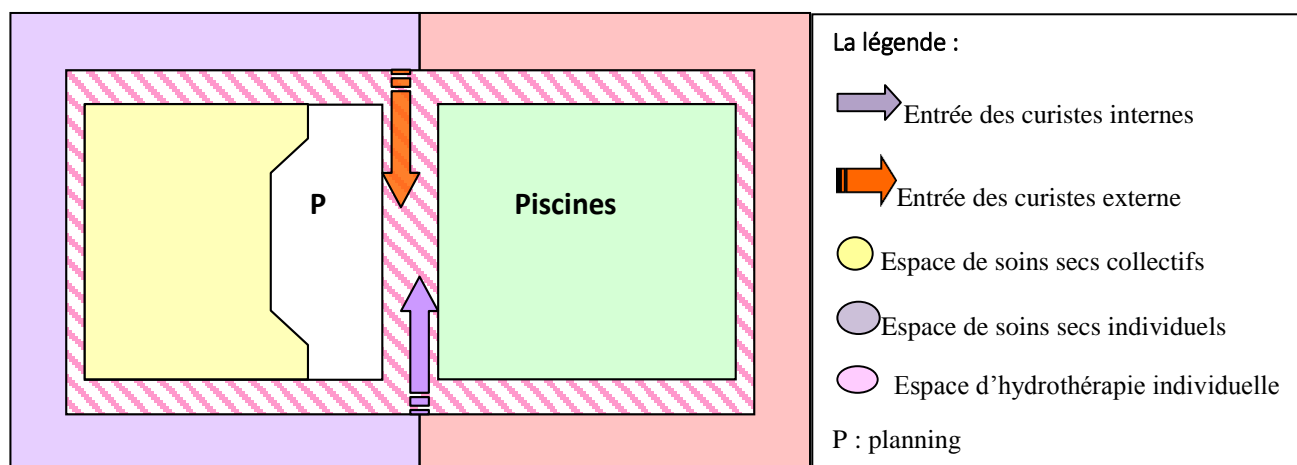 P
Piscines
La légende :
Entrée des curistes internes
Entrée des curistes externe
Espace de soins secs collectifs
Espace de soins secs individuels
Espace d’hydrothérapie individuelle
P : planning